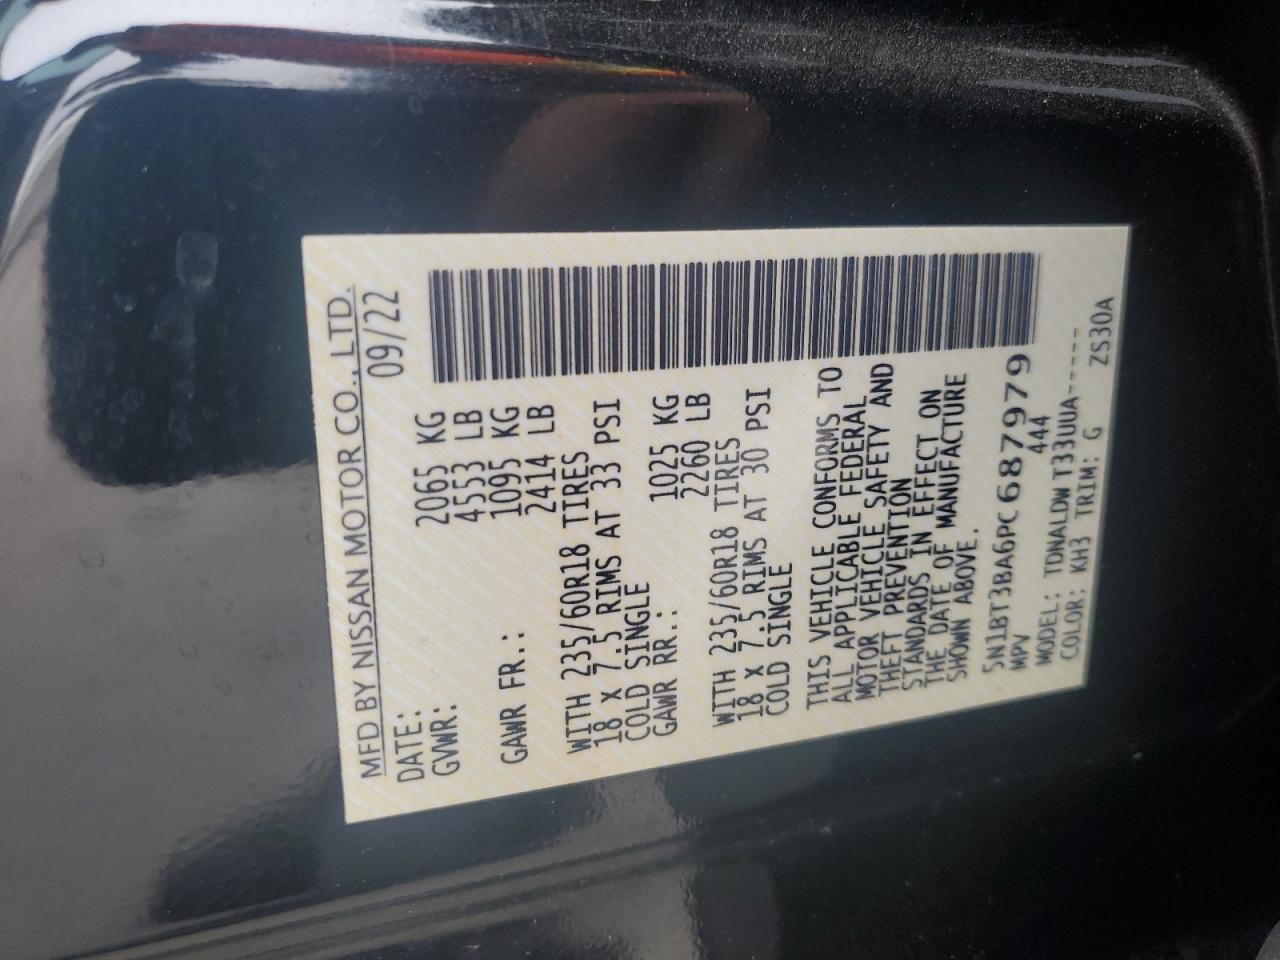 MFD BY NISSAN MOTOR CO., LTD.
DATE: 09/22
GVWR: 2065 KG
4553 LB
GAWR FR.: 1095 KG
2414 LB
WITH 235/60R18 TIRES
18 x 7.5 RIMS AT 33 PSI
COLD SINGLE
GAWR RR.: 1025 KG
2260 LB
WITH 235/60R18 TIRES
18 x 7.5 RIMS AT 30 PSI
COLD SINGLE
THIS VEHICLE CONFORMS TO
ALL APPLICABLE FEDERAL
MOTOR VEHICLE SAFETY AND
THEFT PREVENTION
STANDARDS IN EFFECT ON
THE DATE OF MANUFACTURE
SHOWN ABOVE.
5N1BT3BA6PC687979
MPV 444
MODEL: TDNALDWT33UUA-----
COLOR: KH3 TRIM: G ZS30A